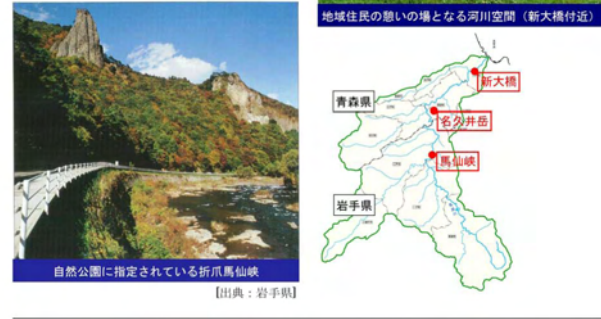 地域住民の憩いの場となる河川空間（新大橋付近）
新大橋
青森県
名久井岳
馬仙峡
岩手県
自然公園に指定されている折爪馬仙峡
［出典：岩手県］